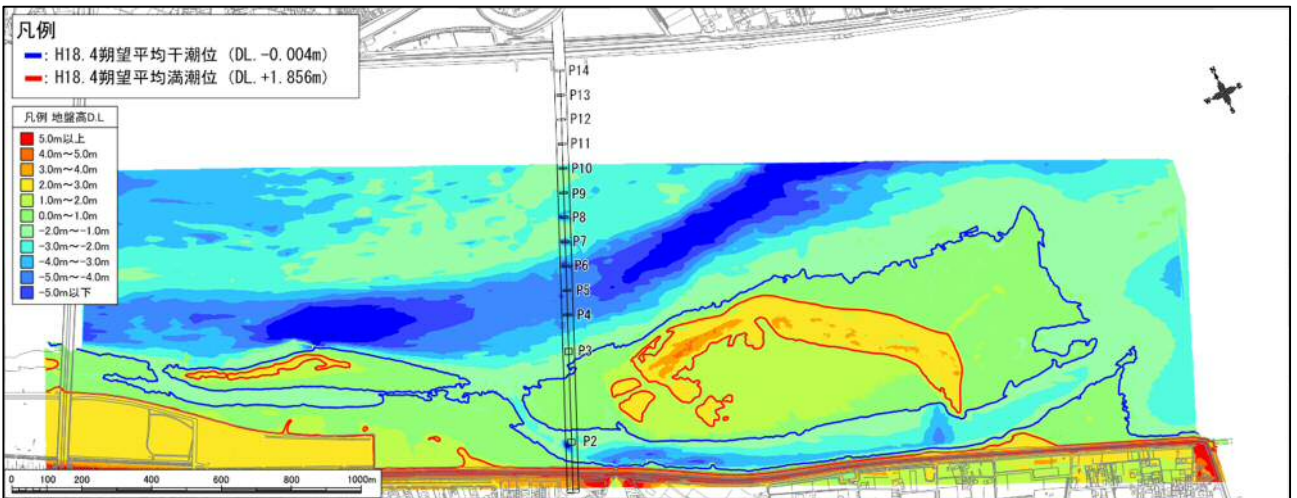 凡例
: H18.4朔望平均干潮位 (DL.-0.004m)
: H18.4朔望平均満潮位 (DL.+1.856m)
凡例 地盤高D.L
5.0m以上
4.0m～5.0m
3.0m～4.0m
2.0m～3.0m
1.0m～2.0m
0.0m～1.0m
-2.0m～-1.0m
-3.0m～-2.0m
-4.0m～-3.0m
-5.0m～-4.0m
-5.0m以下
P14
P13
P12
P11
P10
P9
P8
P7
P6
P5
P4
P3
P2
0 200 400 600 800 1000m